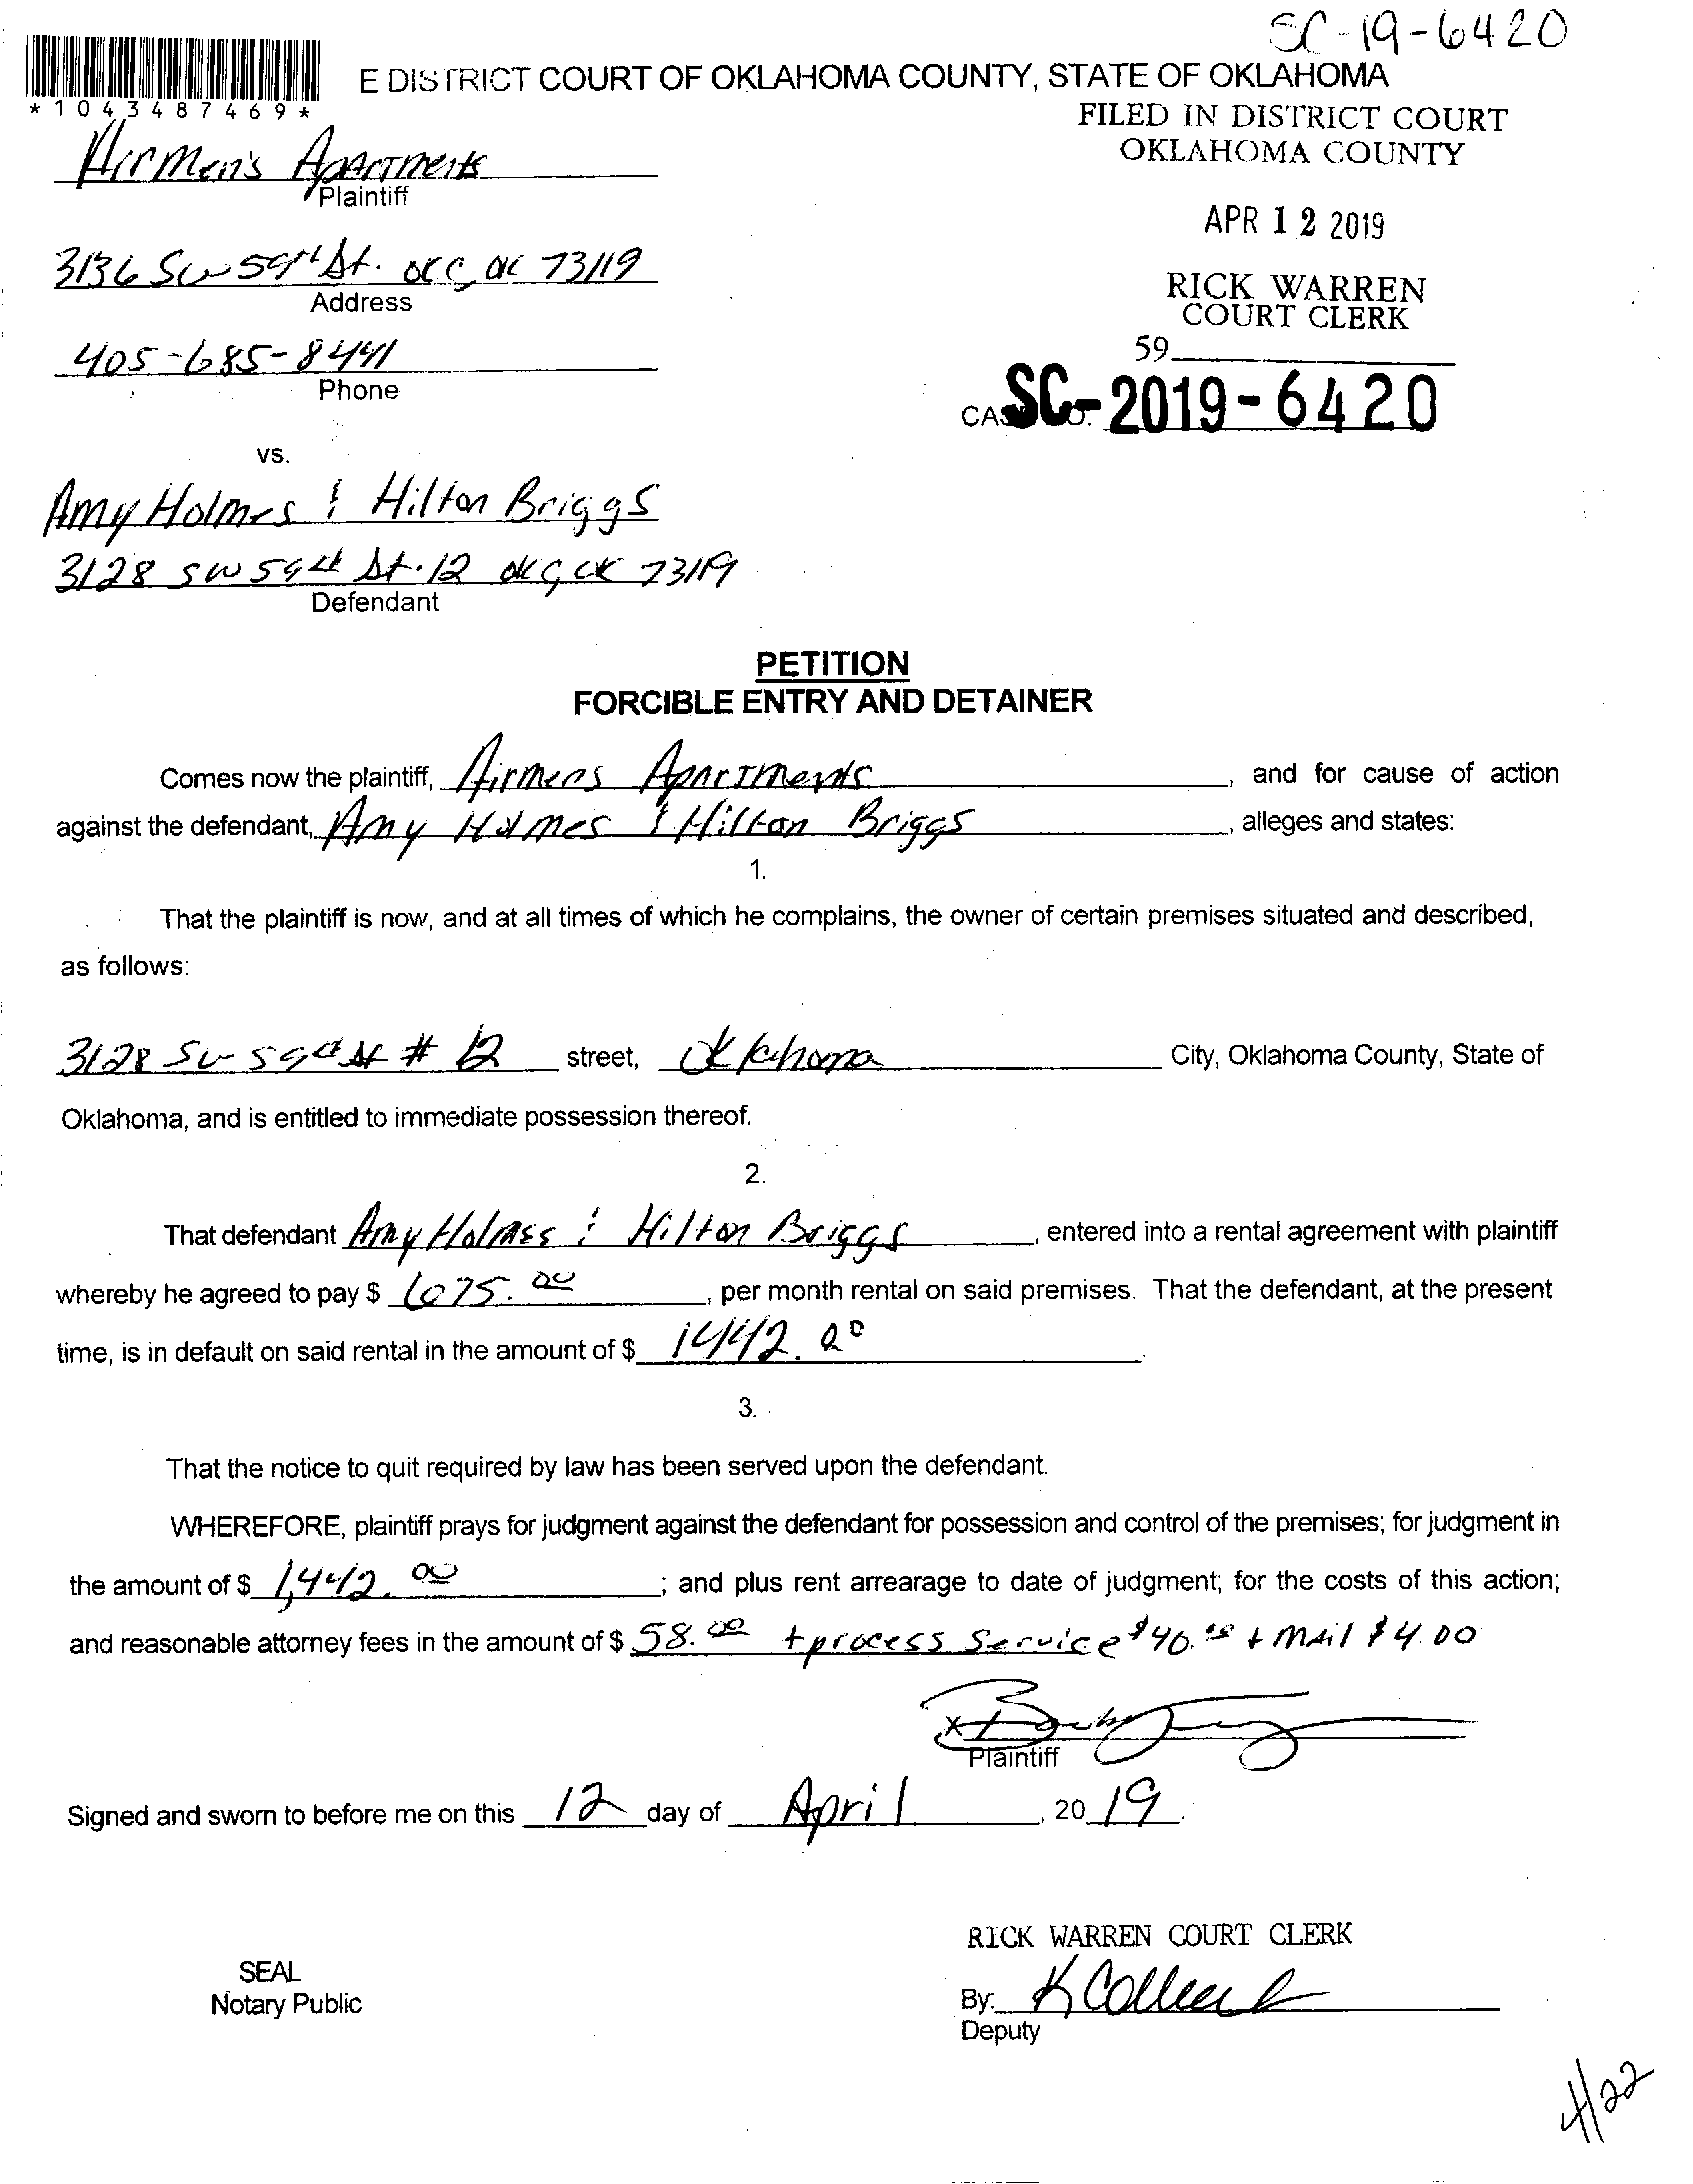 SC-19-6420
E DISTRICT COURT OF OKLAHOMA COUNTY, STATE OF OKLAHOMA
*1043487469*
FILED IN DISTRICT COURT
OKLAHOMA COUNTY
Airmen's Apartments
Plaintiff
APR 12 2019
3136 SW 59th St. OKC, OK 73119
Address
RICK WARREN
COURT CLERK
405-685-8441
Phone
59
CAS SC-2019-6420
vs.
Amy Holmes & Hilton Briggs
3128 SW 59th St. 12 OKC, OK 73119
Defendant
PETITION
FORCIBLE ENTRY AND DETAINER
Comes now the plaintiff, Airmens Apartments, and for cause of action
against the defendant, Amy Holmes & Hilton Briggs, alleges and states:
1.
That the plaintiff is now, and at all times of which he complains, the owner of certain premises situated and described,
as follows:
3128 SW 59th St # 12 street, Oklahoma City, Oklahoma County, State of
Oklahoma, and is entitled to immediate possession thereof.
2.
That defendant Amy Holmes & Hilton Briggs, entered into a rental agreement with plaintiff
whereby he agreed to pay $ 675.00, per month rental on said premises. That the defendant, at the present
time, is in default on said rental in the amount of $ 1442.00.
3.
That the notice to quit required by law has been served upon the defendant.
WHEREFORE, plaintiff prays for judgment against the defendant for possession and control of the premises; for judgment in
the amount of $ 1,442.00; and plus rent arrearage to date of judgment; for the costs of this action;
and reasonable attorney fees in the amount of $ 58.00 + process service $40.00 + mail $4.00
x
Plaintiff
Signed and sworn to before me on this 12 day of April, 2019.
RICK WARREN COURT CLERK
SEAL
Notary Public
By:
Deputy
4/22